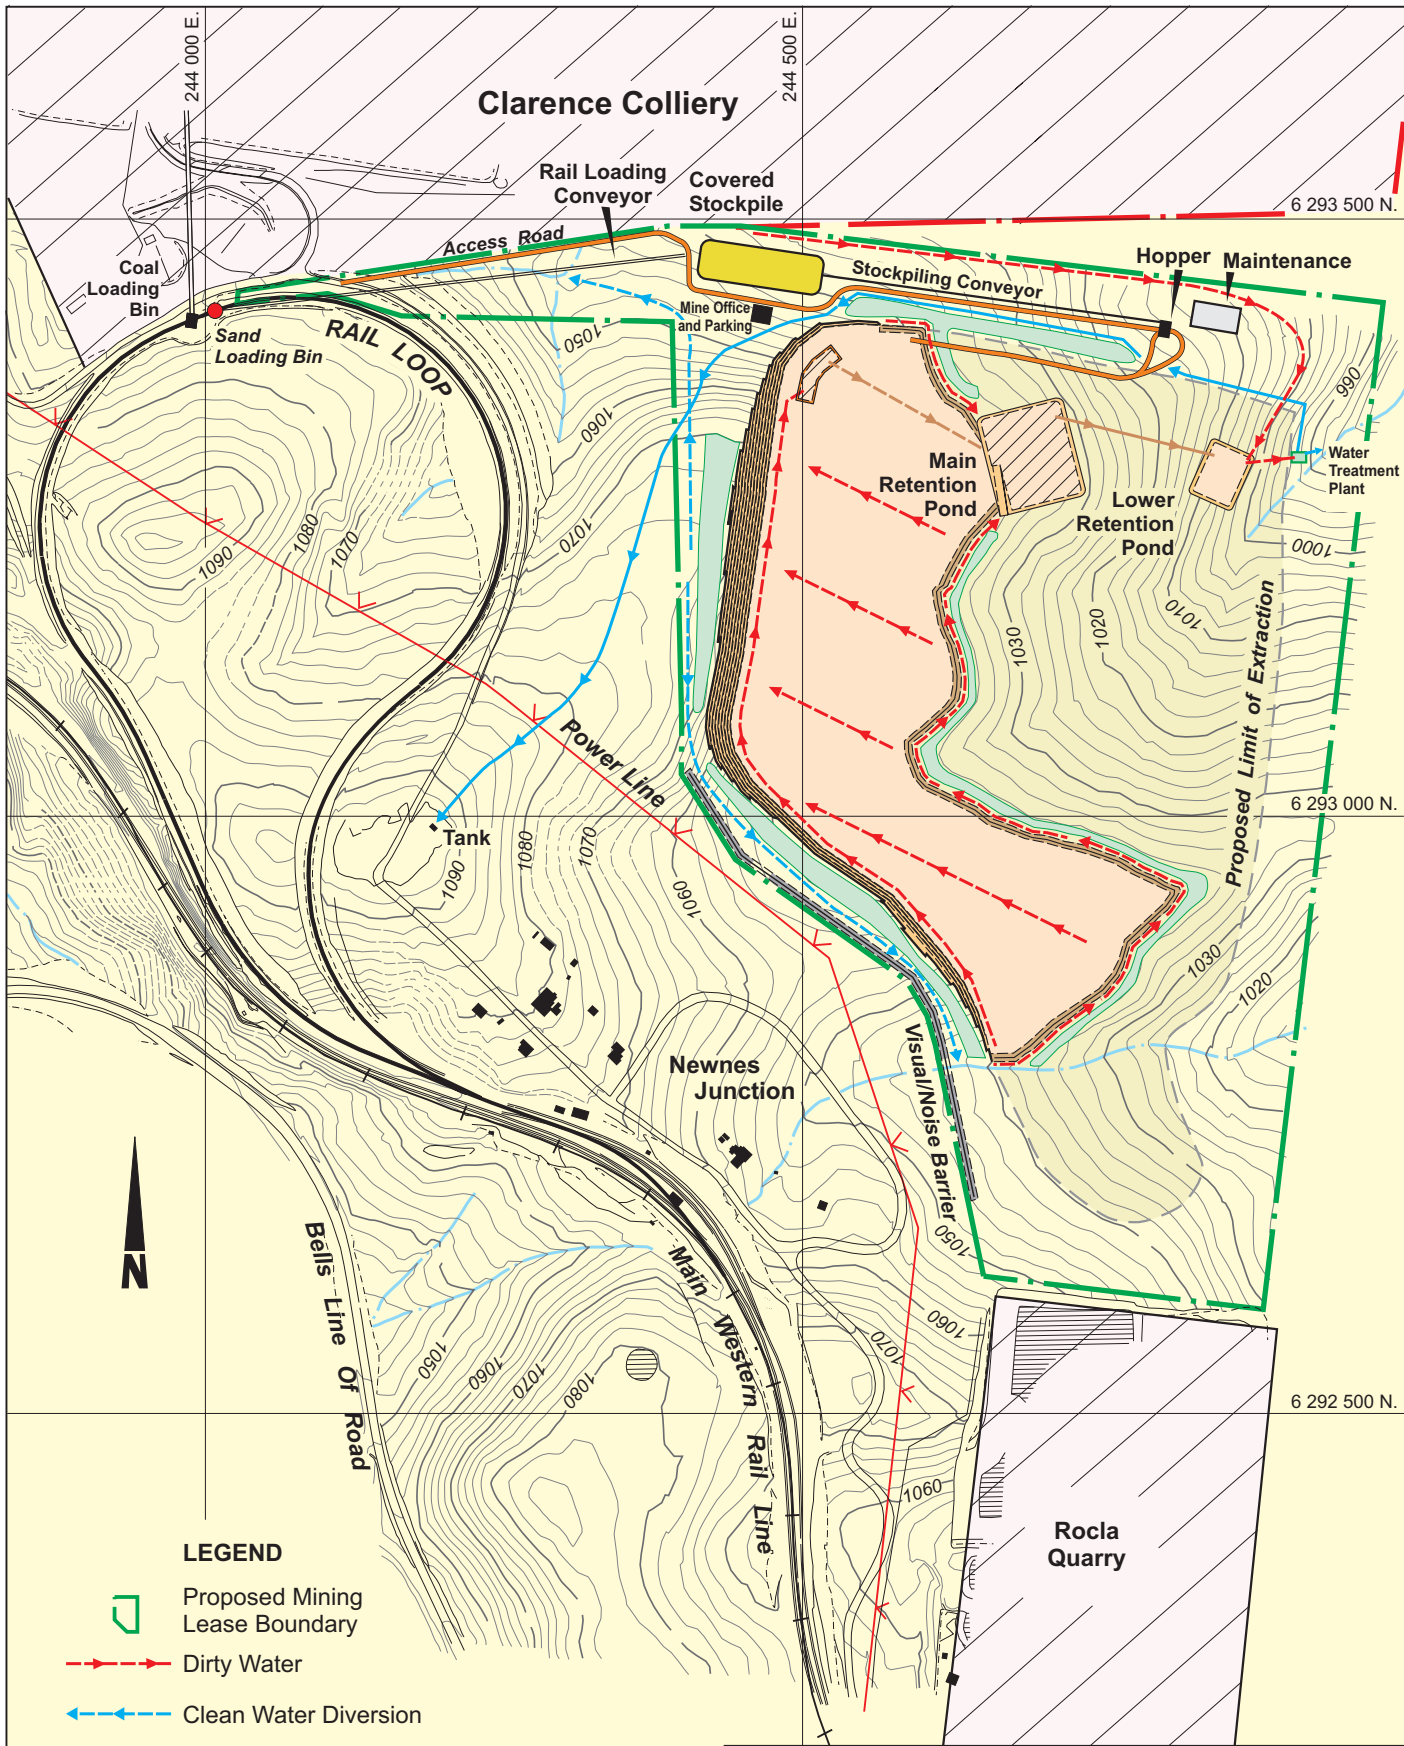 244 000 E.
244 500 E.
Clarence Colliery
Rail Loading
Conveyor
Covered
Stockpile
6 293 500 N.
Access Road
Coal
Loading
Bin
Stockpiling Conveyor
Hopper
Maintenance
Sand
Loading Bin
RAIL LOOP
Mine Office
and Parking
1050
1060
990
Main
Retention
Pond
Lower
Retention
Pond
Water
Treatment
Plant
1000
1070
1080
1070
1090
1010
1020
1030
Proposed Limit of Extraction
Power Line
6 293 000 N.
Tank
1090
1080
1070
1060
1030
1020
Newnes
Junction
Visual/Noise Barrier
1050
Bells Line Of Road
Main Western Rail Line
1050
1060
1070
1080
1060
1070
6 292 500 N.
1060
Rocla
Quarry
N
LEGEND
Proposed Mining
Lease Boundary
Dirty Water
Clean Water Diversion